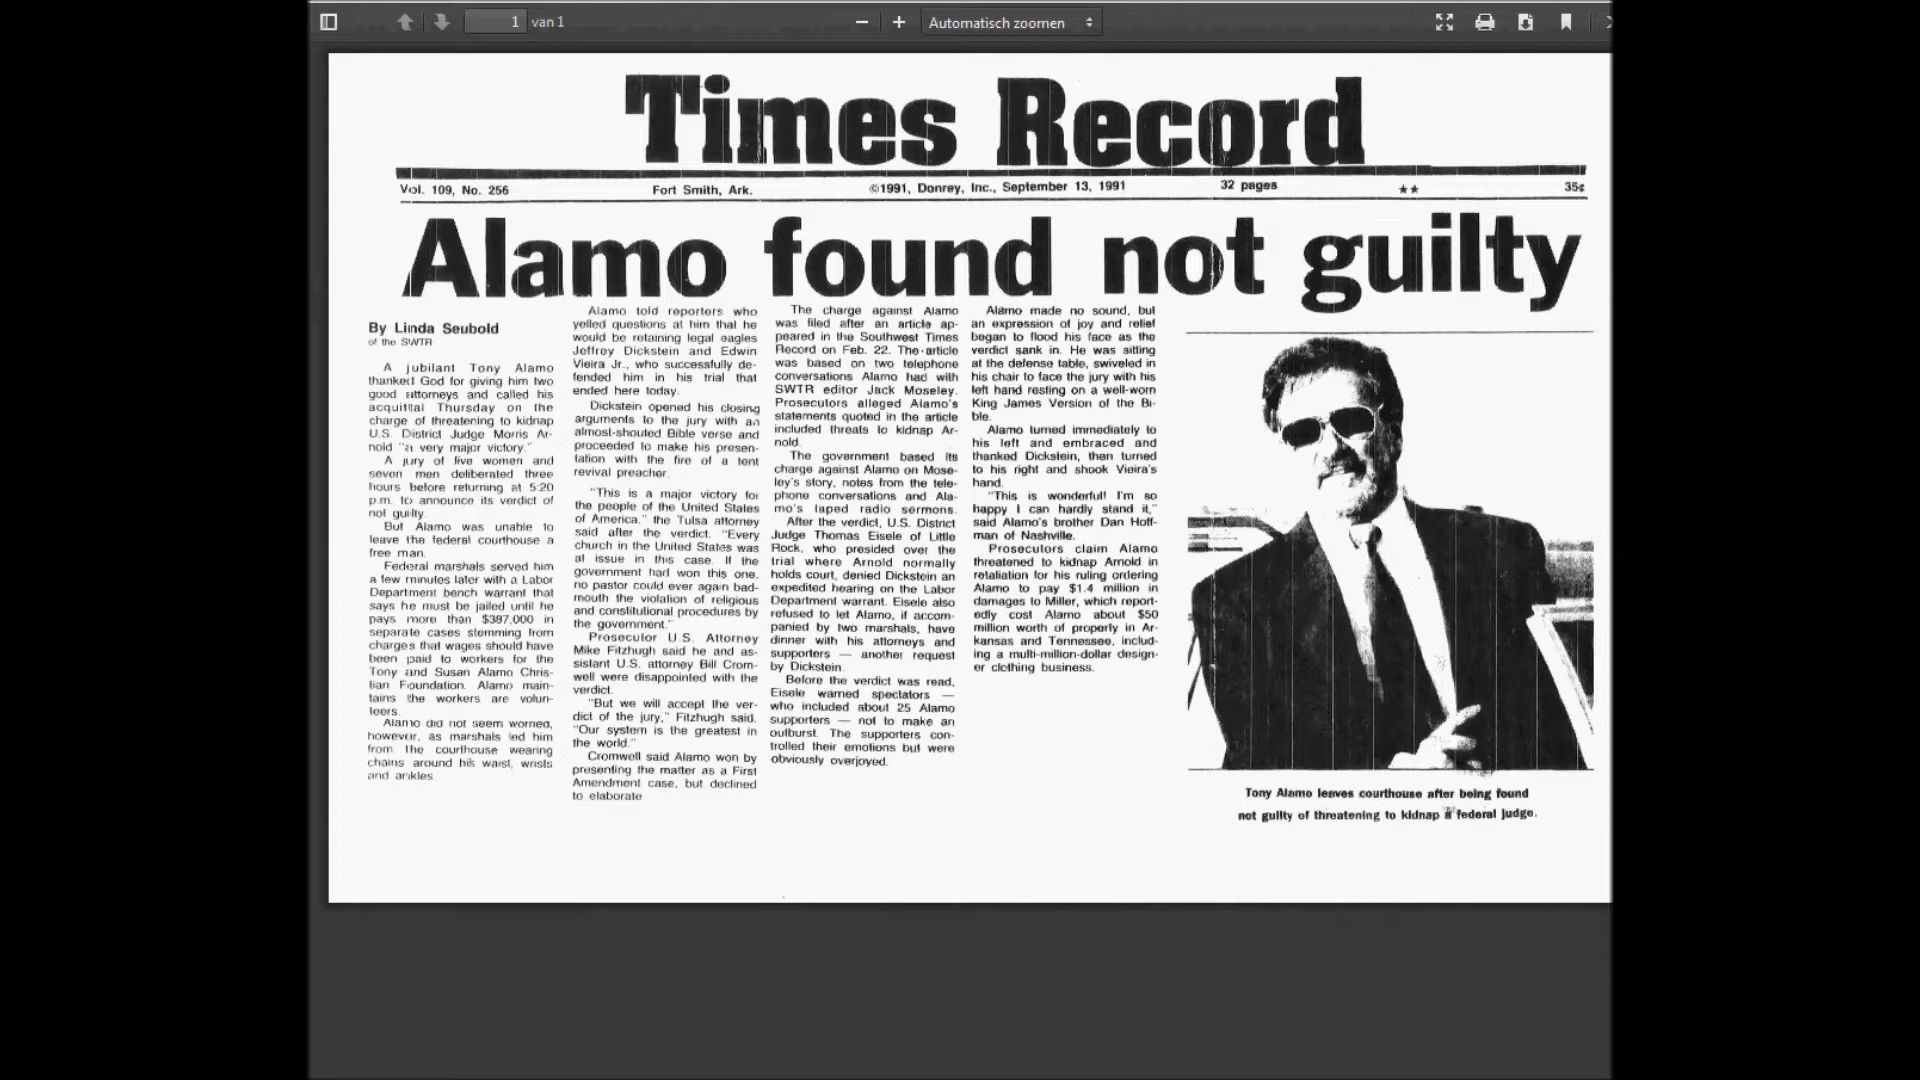 1 van 1
Automatisch zoomen
Times Record
Vol. 109, No. 256 Fort Smith, Ark. ©1991, Donrey, Inc., September 13, 1991 32 pages ★★ 35¢
Alamo found not guilty
By Linda Seubold
of the SWTR
A jubilant Tony Alamo
thanked God for giving him two
good attorneys and called his
acquittal Thursday on the
charge of threatening to kidnap
U.S. District Judge Morris Ar-
nold "a very major victory."
A jury of five women and
seven men deliberated three
hours before returning at 5:20
p.m. to announce its verdict of
not guilty.
But Alamo was unable to
leave the federal courthouse a
free man.
Federal marshals served him
a few minutes later with a Labor
Department bench warrant that
says he must be jailed until he
pays more than $397,000 in
separate cases stemming from
charges that wages should have
been paid to workers for the
Tony and Susan Alamo Chris-
tian Foundation. Alamo main-
tains the workers are volun-
teers.
Alamo did not seem worried,
however, as marshals led him
from the courthouse wearing
chains around his waist, wrists
and ankles.
Alamo told reporters who
yelled questions at him that he
would be retaining legal eagles
Jeffrey Dickstein and Edwin
Vieira Jr., who successfully de-
fended him in his trial that
ended here today.
Dickstein opened his closing
arguments to the jury with an
almost-shouted Bible verse and
proceeded to make his presen-
tation with the fire of a tent
revival preacher.
"This is a major victory for
the people of the United States
of America," the Tulsa attorney
said after the verdict. "Every
church in the United States was
at issue in this case. If the
government had won this one,
no pastor could ever again bad-
mouth the violation of religious
and constitutional procedures by
the government."
Prosecutor U.S. Attorney
Mike Fitzhugh said he and as-
sistant U.S. attorney Bill Crom-
well were disappointed with the
verdict.
"But we will accept the ver-
dict of the jury," Fitzhugh said.
"Our system is the greatest in
the world."
Cromwell said Alamo won by
presenting the matter as a First
Amendment case, but declined
to elaborate
The charge against Alamo
was filed after an article ap-
peared in the Southwest Times
Record on Feb. 22. The article
was based on two telephone
conversations Alamo had with
SWTR editor Jack Moseley.
Prosecutors alleged Alamo's
statements quoted in the article
included threats to kidnap Ar-
nold.
The government based its
charge against Alamo on Mose-
ley's story, notes from the tele-
phone conversations and Ala-
mo's taped radio sermons.
After the verdict, U.S. District
Judge Thomas Eisele of Little
Rock, who presided over the
trial where Arnold normally
holds court, denied Dickstein an
expedited hearing on the Labor
Department warrant. Eisele also
refused to let Alamo, if accom-
panied by two marshals, have
dinner with his attorneys and
supporters — another request
by Dickstein.
Before the verdict was read,
Eisele warned spectators —
who included about 25 Alamo
supporters — not to make an
outburst. The supporters con-
trolled their emotions but were
obviously overjoyed.
Alamo made no sound, but
an expression of joy and relief
began to flood his face as the
verdict sank in. He was sitting
at the defense table, swiveled in
his chair to face the jury with his
left hand resting on a well-worn
King James Version of the Bi-
ble.
Alamo turned immediately to
his left and embraced and
thanked Dickstein, then turned
to his right and shook Vieira's
hand.
"This is wonderful! I'm so
happy I can hardly stand it,"
said Alamo's brother Dan Hoff-
man of Nashville.
Prosecutors claim Alamo
threatened to kidnap Arnold in
retaliation for his ruling ordering
Alamo to pay $1.4 million in
damages to Miller, which report-
edly cost Alamo about $50
million worth of property in Ar-
kansas and Tennessee, includ-
ing a multi-million-dollar design-
er clothing business.
Tony Alamo leaves courthouse after being found
not guilty of threatening to kidnap a federal judge.